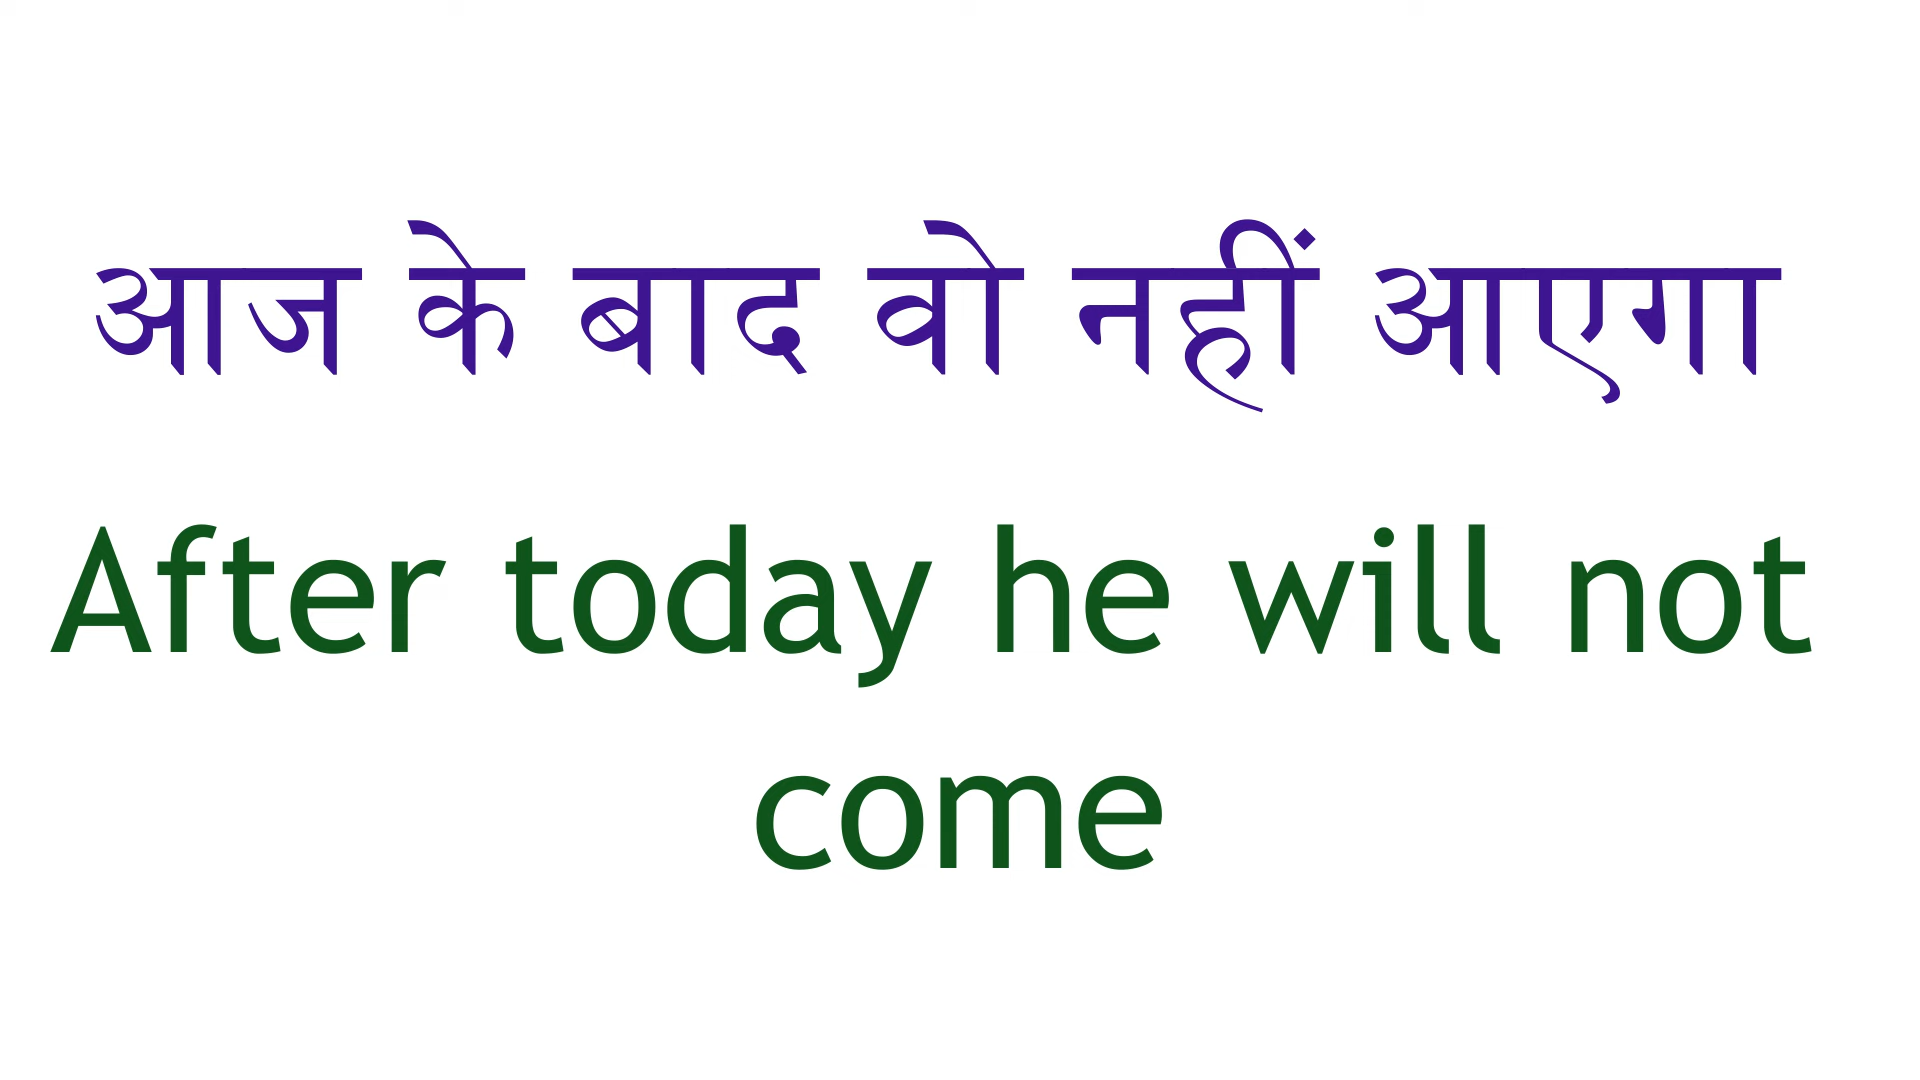 आज के बाद वो नहीं आएगा
After today he will not
come